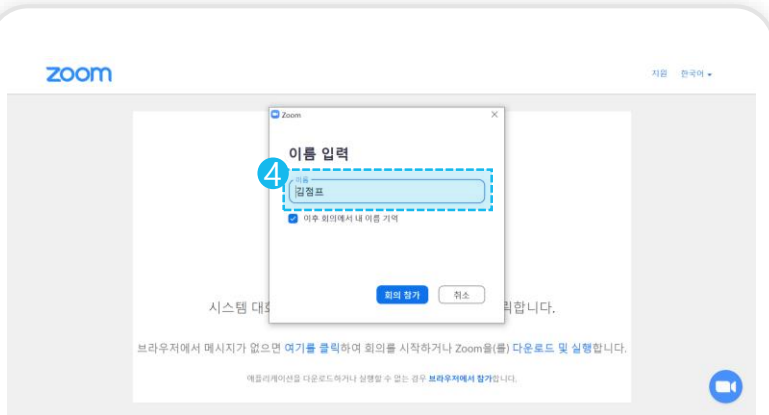 zoom
지원 한국어
Zoom
이름 입력
4
이름
김점프
이후 회의에서 내 이름 기억
회의 참가 취소
시스템 대화 릭합니다.
브라우저에서 메시지가 없으면 여기를 클릭하여 회의를 시작하거나 Zoom을(를) 다운로드 및 실행합니다.
애플리케이션을 다운로드하거나 실행할 수 없는 경우 브라우저에서 참가합니다.